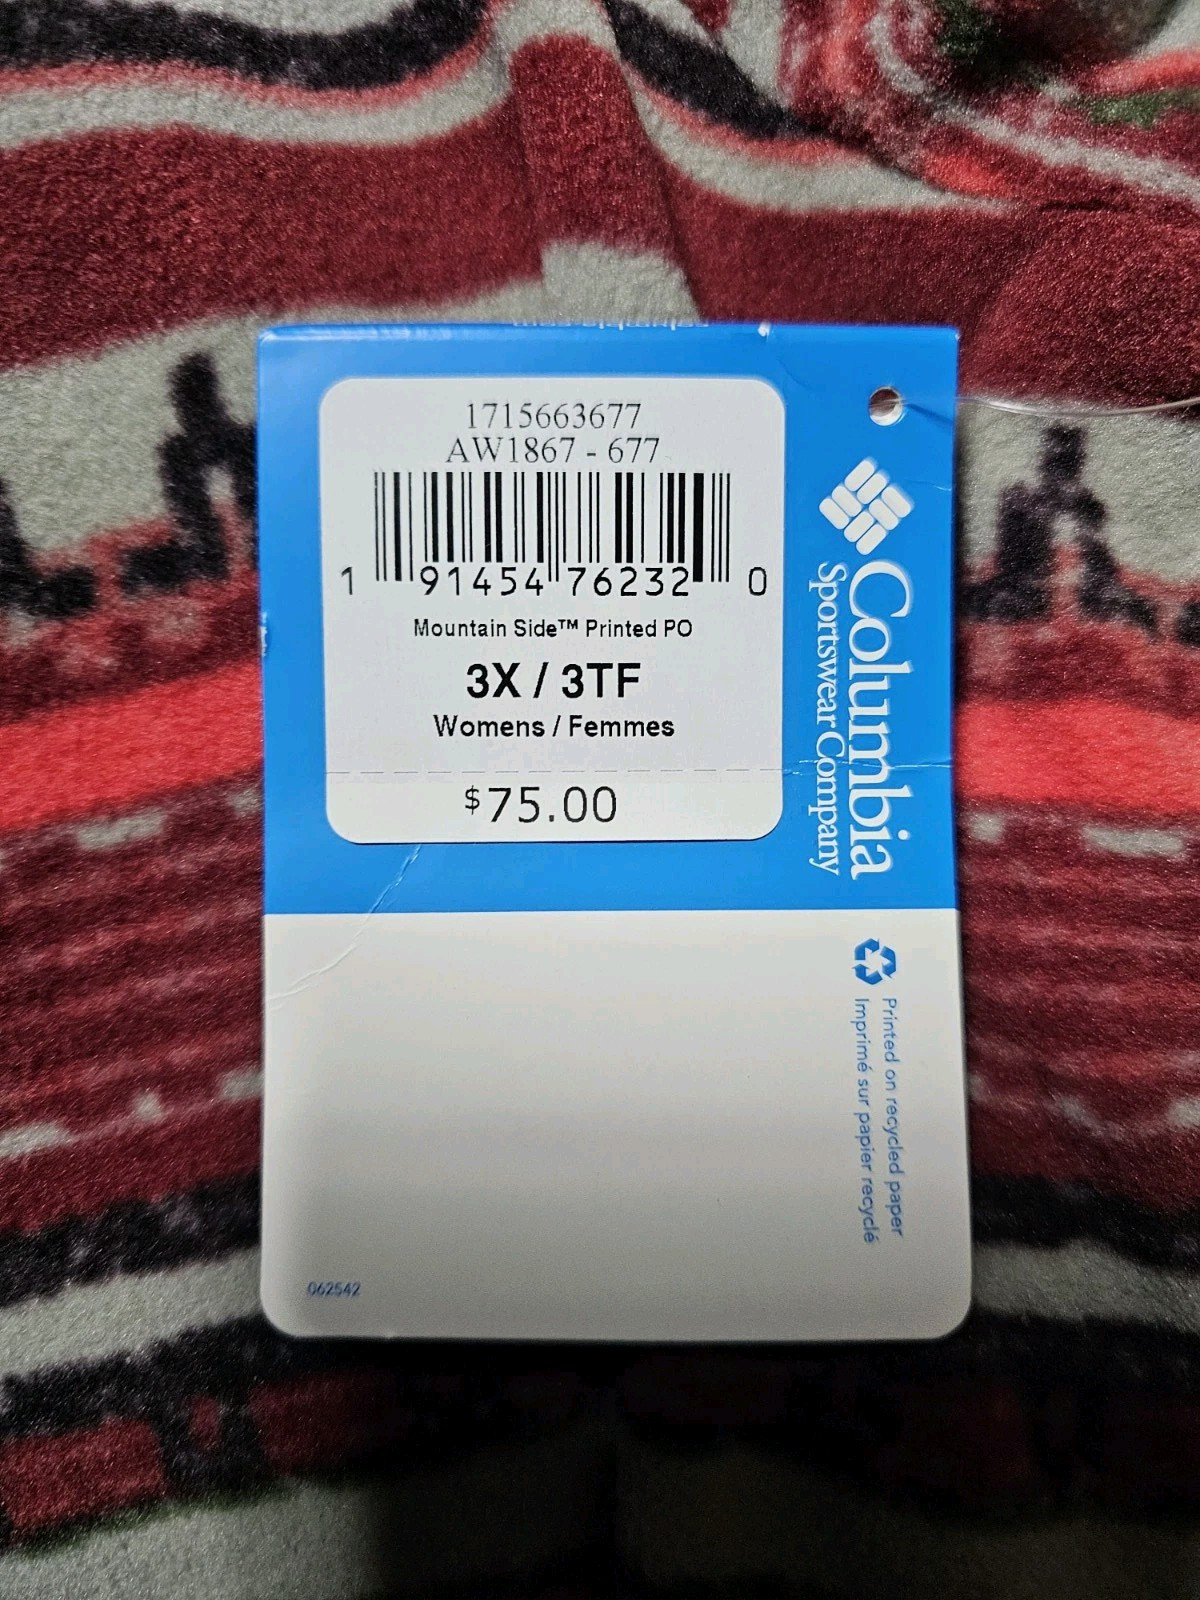 1715663677
AW1867 - 677
1 91454 76232 0
Mountain Side™ Printed PO
3X / 3TF
Womens / Femmes
$75.00
Columbia
Sportswear Company
Printed on recycled paper
Imprimé sur papier recyclé
062542